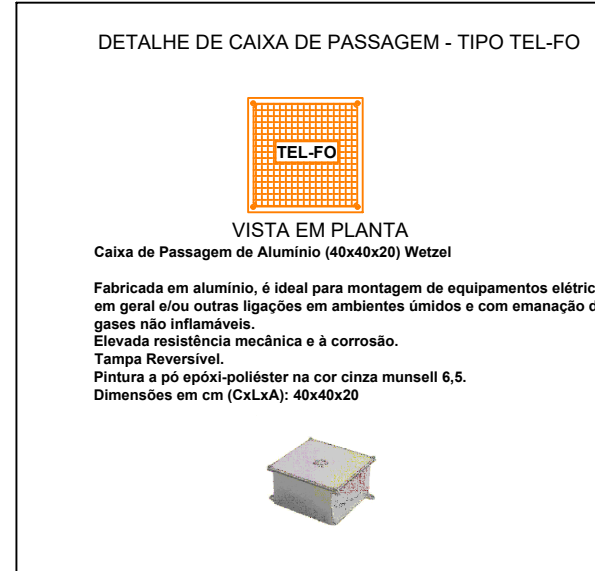 DETALHE DE CAIXA DE PASSAGEM - TIPO TEL-FO
TEL-FO
VISTA EM PLANTA
Caixa de Passagem de Alumínio (40x40x20) Wetzel
Fabricada em alumínio, é ideal para montagem de equipamentos
em geral e/ou outras ligações em ambientes úmidos e com emanação
gases não inflamáveis.
Elevada resistência mecânica e à corrosão.
Tampa Reversível.
Pintura a pó epóxi-poliéster na cor cinza munsell 6,5.
Dimensões em cm (CxLxA): 40x40x20